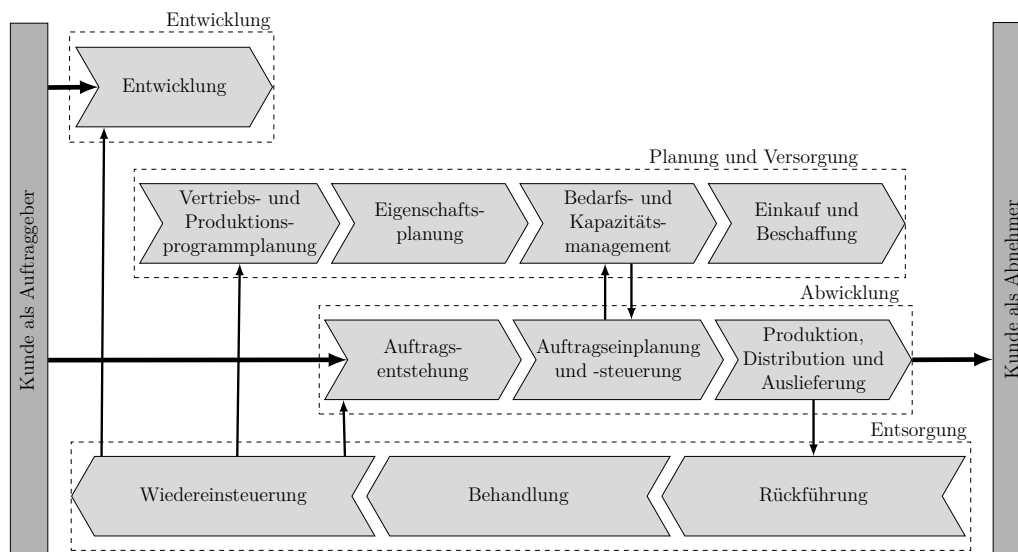 Entwicklung
Entwicklung
Kunde als Auftraggeber
Kunde als Abnehmer
Planung und Versorgung
Vertriebs- und
Produktions-
programmplanung
Eigenschafts-
planung
Bedarfs- und
Kapazitäts-
management
Einkauf und
Beschaffung
Abwicklung
Auftrags-
entstehung
Auftragseinplanung
und -steuerung
Produktion,
Distribution und
Auslieferung
Entsorgung
Wiedereinsteuerung
Behandlung
Rückführung